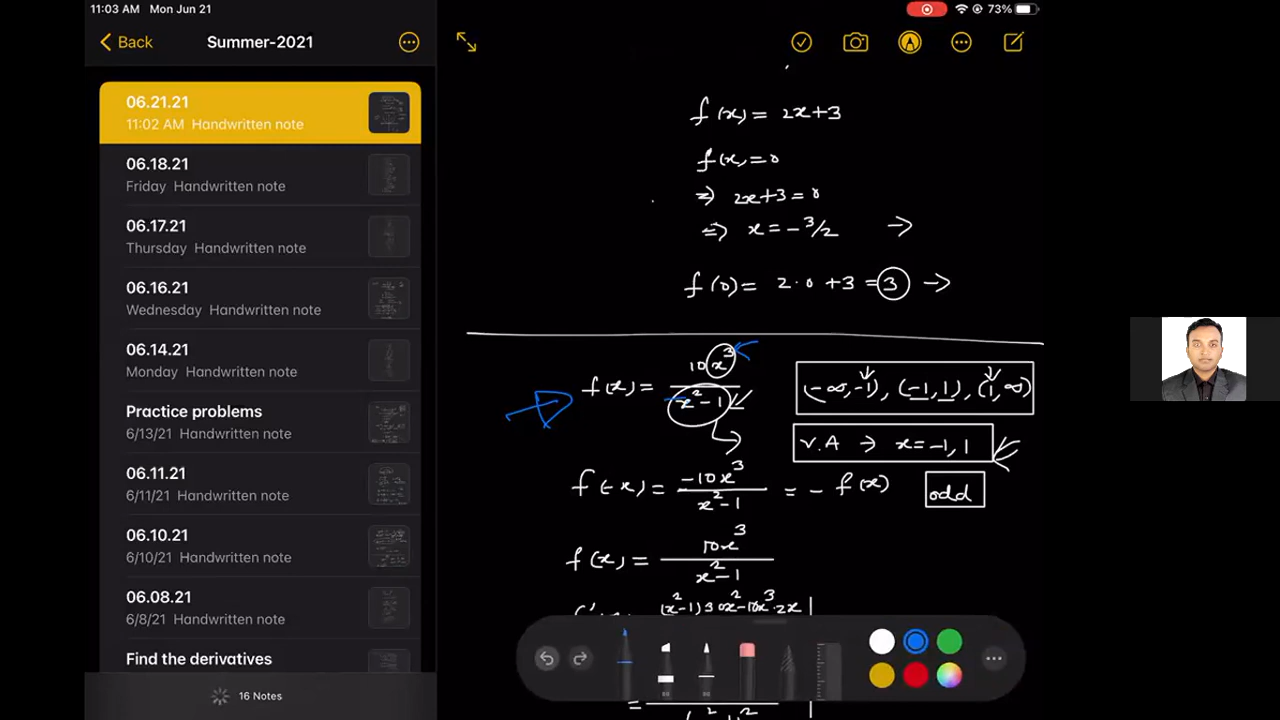 11:03 AM Mon Jun 21
73%
Back
Summer-2021
06.21.21
11:02 AM Handwritten note
06.18.21
Friday Handwritten note
06.17.21
Thursday Handwritten note
06.16.21
Wednesday Handwritten note
06.14.21
Monday Handwritten note
Practice problems
6/13/21 Handwritten note
06.11.21
6/11/21 Handwritten note
06.10.21
6/10/21 Handwritten note
06.08.21
6/8/21 Handwritten note
Find the derivatives
16 Notes
f(x) = 2x+3
f(x) = 0
⇒ 2x+3 = 0
⇒ x = -3/2 →
f(0) = 2·0 +3 = 3 →
f(x) = 10x³ / x²-1
(-∞,-1), (-1, 1), (1, ∞)
V.A → x = -1, 1
f(-x) = -10x³ / x²-1 = - f(x) odd
f(x) = 10x³ / x²-1
(x²-1) 30x² - 10x³·2x
=